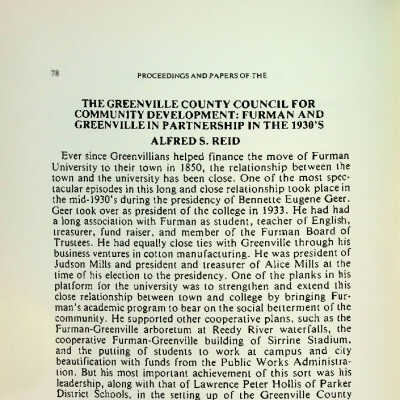 78
PROCEEDINGS AND PAPERS OF THE
THE GREENVILLE COUNTY COUNCIL FOR
COMMUNITY DEVELOPMENT: FURMAN AND
GREENVILLE IN PARTNERSHIP IN THE 1930'S
ALFRED S. REID
Ever since Greenvillians helped finance the move of Furman
University to their town in 1850, the relationship between the
town and the university has been close. One of the most spec-
tacular episodes in this long and close relationship took place in
the mid-1930's during the presidency of Bennette Eugene Geer.
Geer took over as president of the college in 1933. He had had
a long association with Furman as student, teacher of English,
treasurer, fund raiser, and member of the Furman Board of
Trustees. He had equally close ties with Greenville through his
business ventures in cotton manufacturing. He was president of
Judson Mills and president and treasurer of Alice Mills at the
time of his election to the presidency. One of the planks in his
platform for the university was to strengthen and extend this
close relationship between town and college by bringing Fur-
man's academic program to bear on the social betterment of the
community. He supported other cooperative plans, such as the
Furman-Greenville arboretum at Reedy River waterfalls, the
cooperative Furman-Greenville building of Sirrine Stadium,
and the putting of students to work at campus and city
beautification with funds from the Public Works Administra-
tion. But his most important achievement of this sort was his
leadership, along with that of Lawrence Peter Hollis of Parker
District Schools, in the setting up of the Greenville County